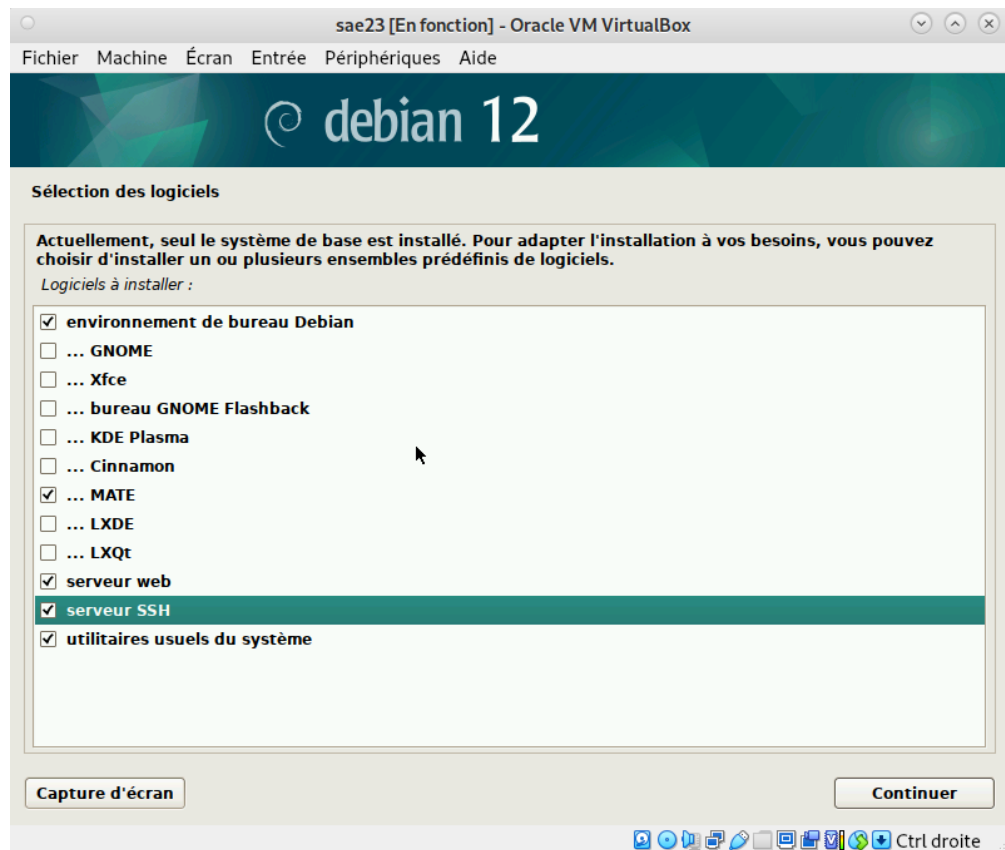 sae23 [En fonction] - Oracle VM VirtualBox
Fichier Machine Écran Entrée Périphériques Aide
debian 12
Sélection des logiciels
Actuellement, seul le système de base est installé. Pour adapter l'installation à vos besoins, vous pouvez
choisir d'installer un ou plusieurs ensembles prédéfinis de logiciels.
Logiciels à installer :
environnement de bureau Debian
... GNOME
... Xfce
... bureau GNOME Flashback
... KDE Plasma
... Cinnamon
... MATE
... LXDE
... LXQt
serveur web
serveur SSH
utilitaires usuels du système
Capture d'écran
Continuer
Ctrl droite